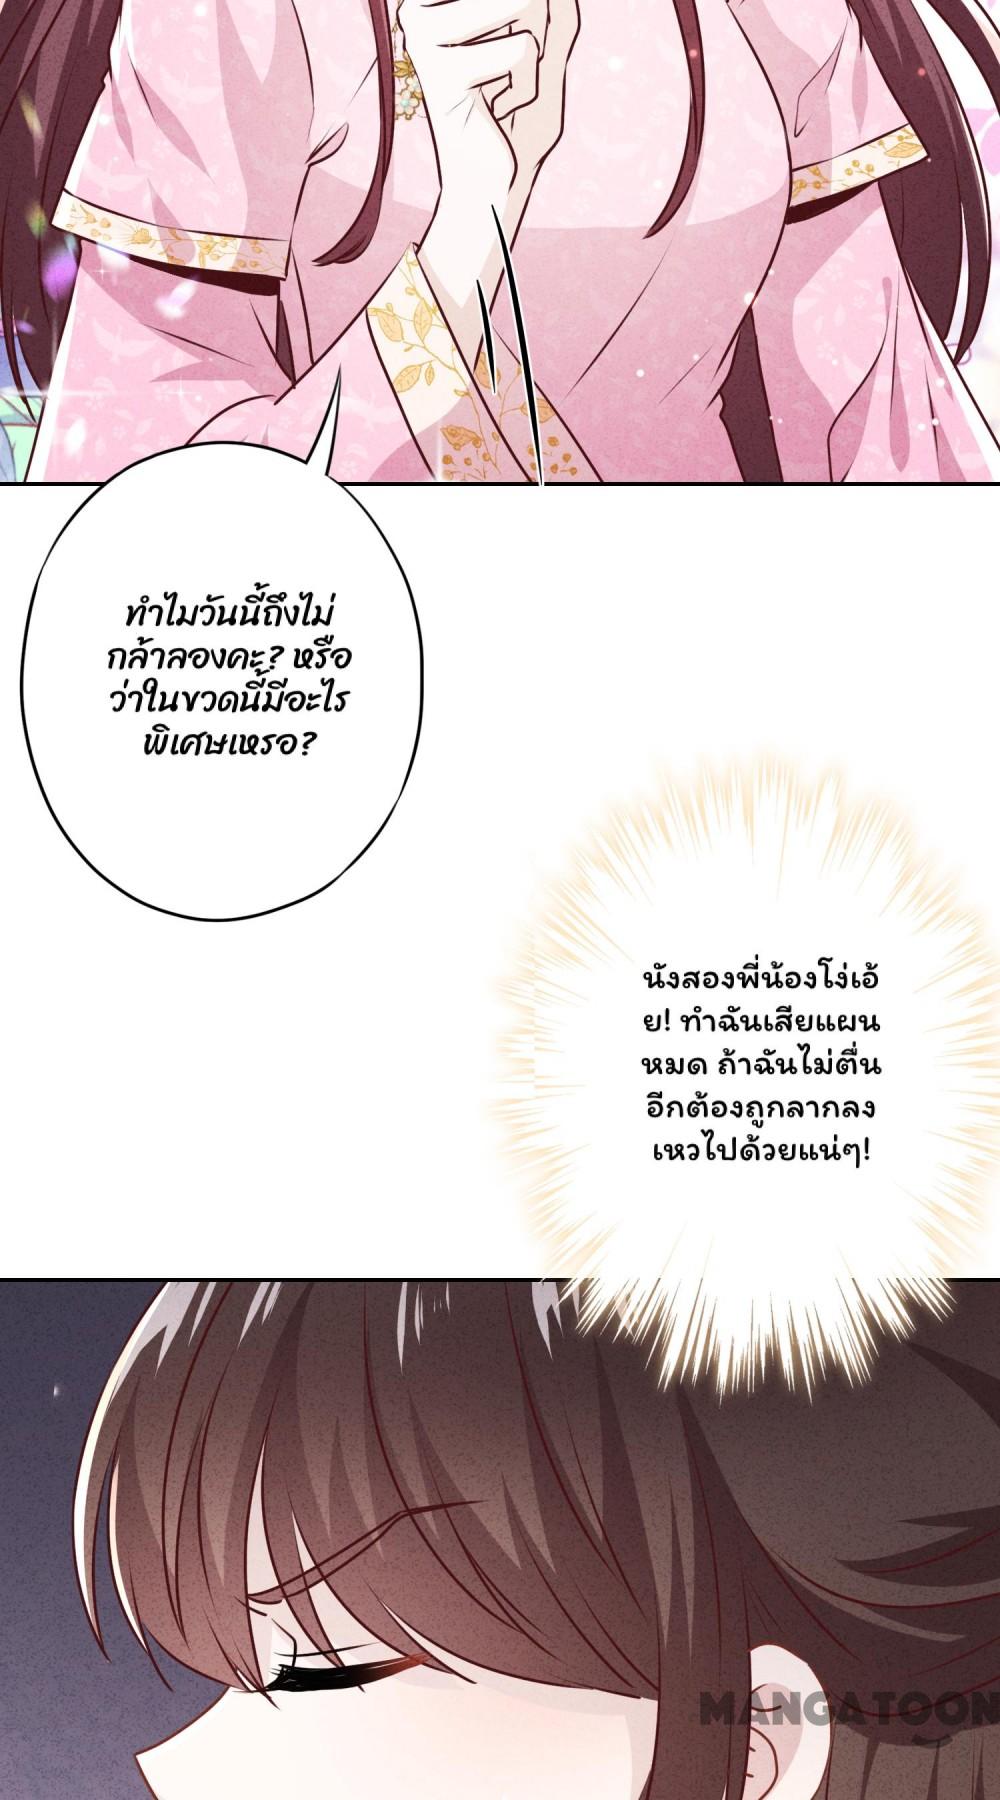 ทำไมวันนี้ถึงไม่
กล้าลองคะ? หรือ
ว่าในขวดนี้มีอะไร
พิเศษเหรอ?
นังสองพี่น้องโง่เอ้
ย! ทำฉันเสียแผน
หมด ถ้าฉันไม่ตื่น
อีกต้องถูกลากลง
เหวไปด้วยแน่ๆ!
MANGATOON